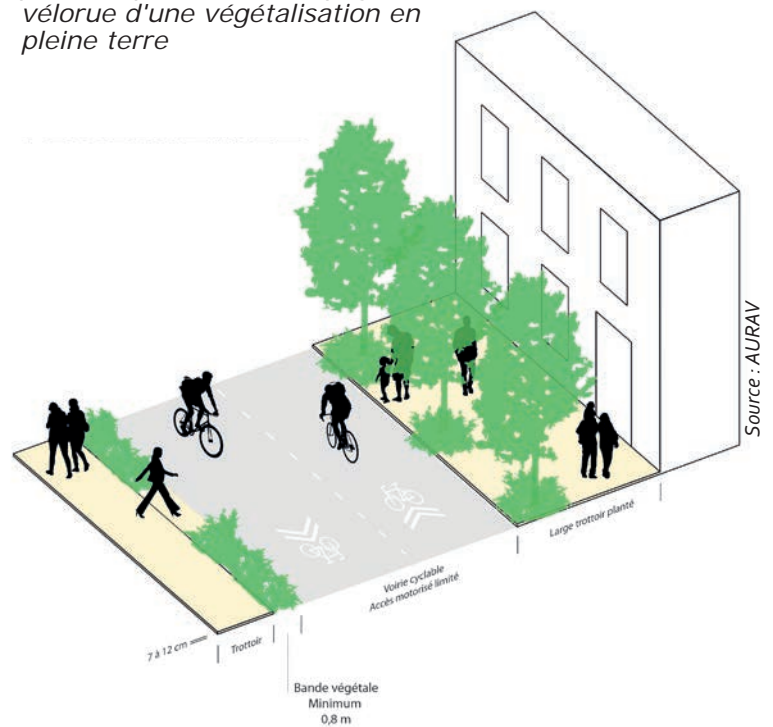 vélorue d'une végétalisation en
pleine terre
Source : AURAV
Large trottoir planté
Voirie cyclable
Accès motorisé limité
7 à 12 cm
Trottoir
Bande végétale
Minimum
0,8 m